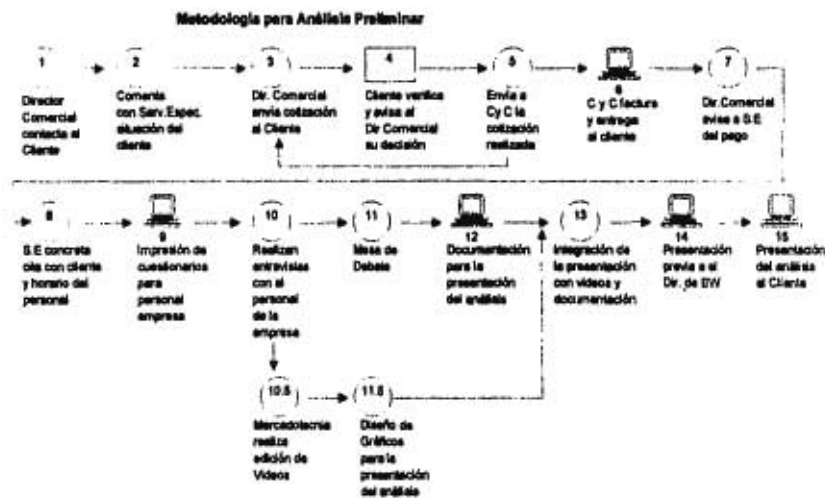 Metodología para Análisis Preliminar
1
Director
Comercial
contacta al
Cliente
2
Comenta
con Serv.Espec.
situación del
cliente
3
Dir. Comercial
envía cotización
al Cliente
4
Cliente verifica
y avisa al
Dir Comercial
su decisión
5
Envía a
CyC la
cotización
realizada
6
C y C factura
y entrega
al cliente
7
Dir.Comercial
avisa a S.E.
del pago
8
S.E concreta
cita con cliente
y horario del
personal
9
Impresión de
cuestionarios
para
personal
empresa
10
Realizan
entrevistas
con el
personal
de la
empresa
11
Mesa de
Debate
12
Documentación
para la
presentación
del análisis
13
Integración de
la presentación
con videos y
documentación
14
Presentación
previa a al
Dir. de
15
Presentación
del análisis
al Cliente
10.5
Mercadotecnia
realiza
edición de
Videos
11.5
Diseño de
Gráficos
para la
presentación
del análisis